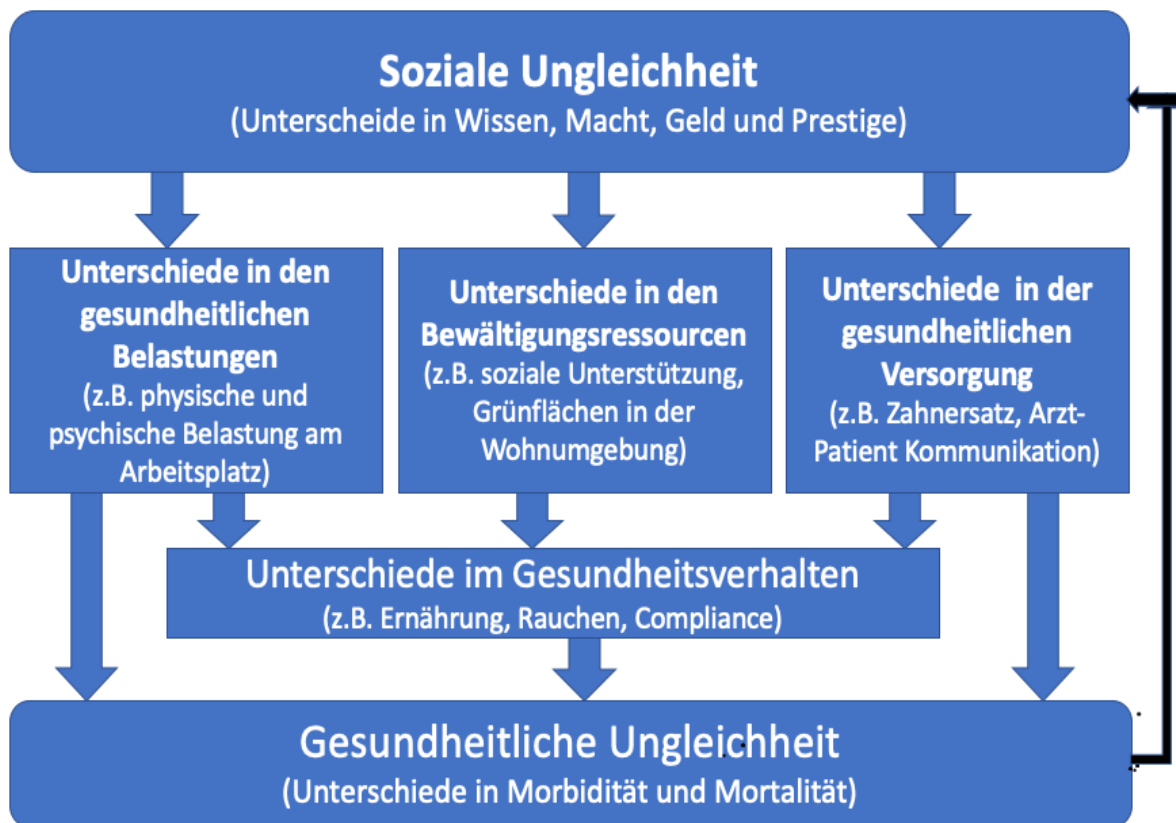 Soziale Ungleichheit
(Unterscheide in Wissen, Macht, Geld und Prestige)
Unterschiede in den
gesundheitlichen
Belastungen
(z.B. physische und
psychische Belastung am
Arbeitsplatz)
Unterschiede in den
Bewältigungsressourcen
(z.B. soziale Unterstützung,
Grünflächen in der
Wohnumgebung)
Unterschiede in der
gesundheitlichen
Versorgung
(z.B. Zahnersatz, Arzt-
Patient Kommunikation)
Unterschiede im Gesundheitsverhalten
(z.B. Ernährung, Rauchen, Compliance)
Gesundheitliche Ungleichheit
(Unterschiede in Morbidität und Mortalität)